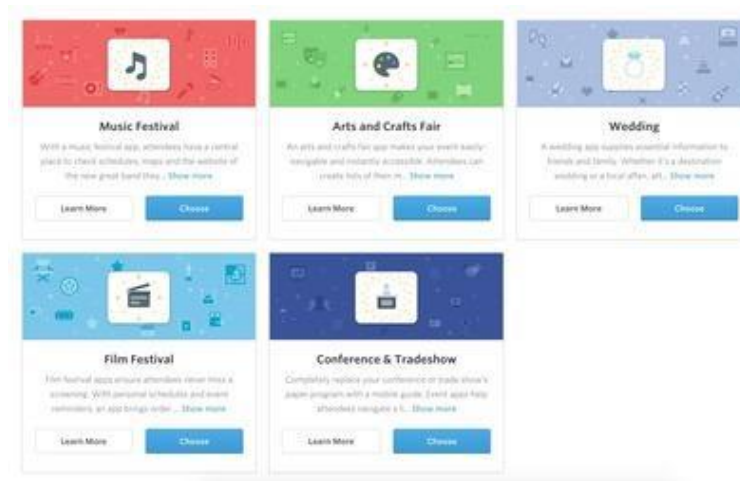 Music Festival
With a music festival app, attendees have a central
place to check schedules, maps and the website of
the new great band they... Show more
Learn More
Choose
Arts and Crafts Fair
An arts and crafts fair app makes your event easily
navigable and instantly accessible. Attendees can
create lists of their m... Show more
Learn More
Choose
Wedding
A wedding app supplies essential information to
friends and family. Whether it's a destination
wedding or a local affair, att... Show more
Learn More
Choose
Film Festival
Film festival apps ensure attendees never miss a
screening. With personal schedules and event
reminders, an app brings order ... Show more
Learn More
Choose
Conference & Tradeshow
Completely replace your conference or trade show's
paper program with a mobile guide. Event apps help
attendees navigate a t... Show more
Learn More
Choose